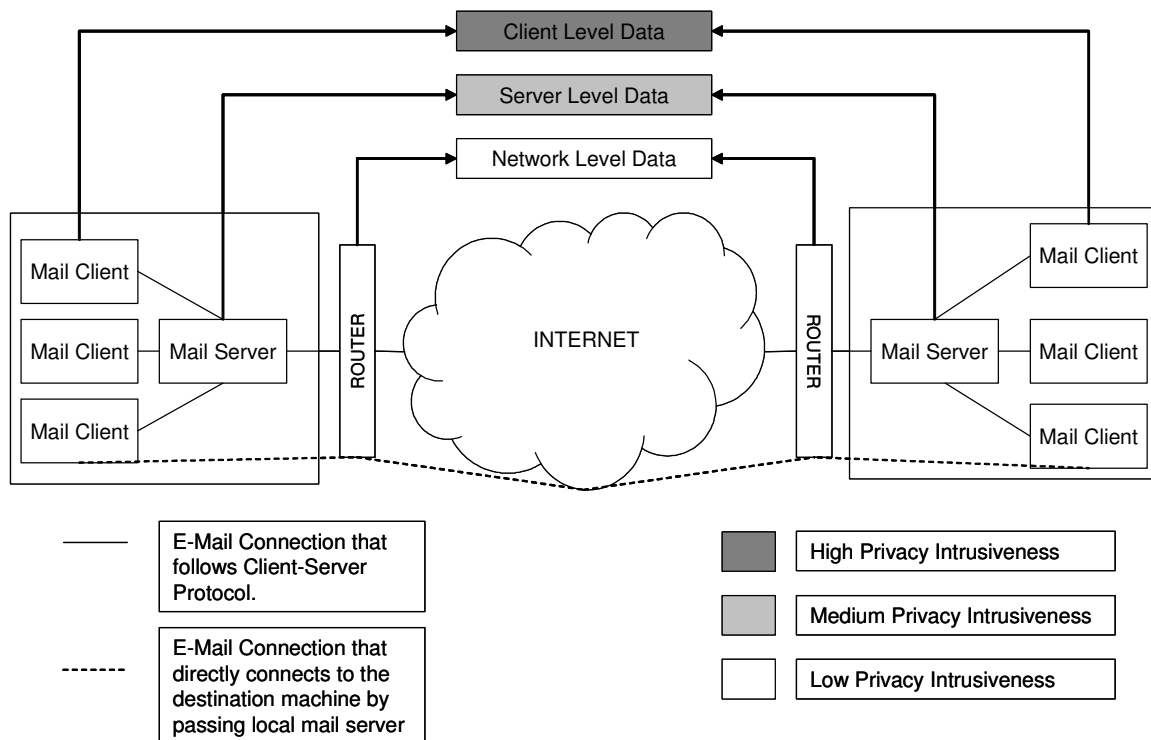 Client Level Data
Server Level Data
Network Level Data
Mail Client
Mail Client
Mail Client
Mail Server
ROUTER
INTERNET
ROUTER
Mail Server
Mail Client
Mail Client
Mail Client
E-Mail Connection that
follows Client-Server
Protocol.
E-Mail Connection that
directly connects to the
destination machine by
passing local mail server
High Privacy Intrusiveness
Medium Privacy Intrusiveness
Low Privacy Intrusiveness